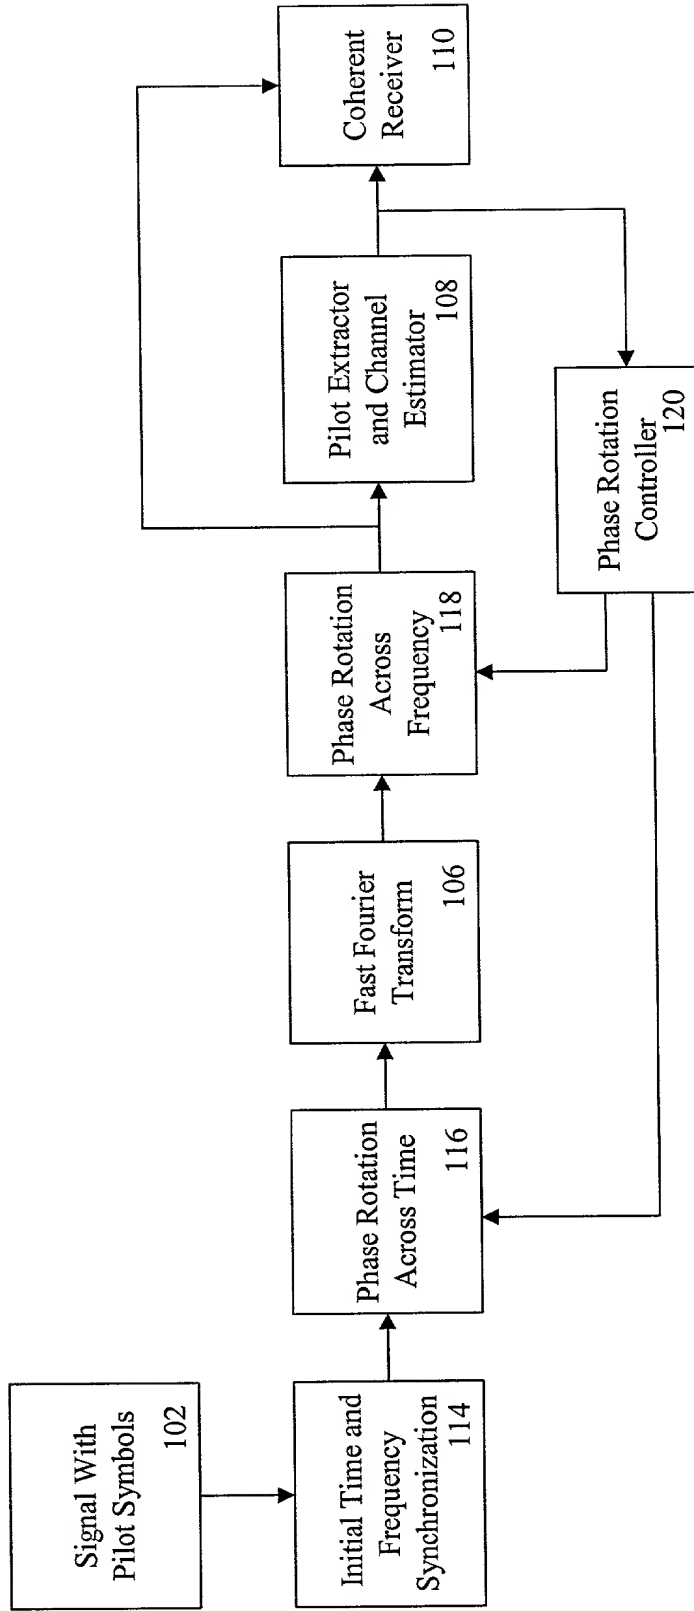 Signal With
Pilot Symbols
102
Initial Time and
Frequency
Synchronization
114
Phase Rotation
Across Time
116
Fast Fourier
Transform
106
Phase Rotation
Across
Frequency
118
Pilot Extractor
and Channel
Estimator
108
Coherent
Receiver
110
Phase Rotation
Controller
120